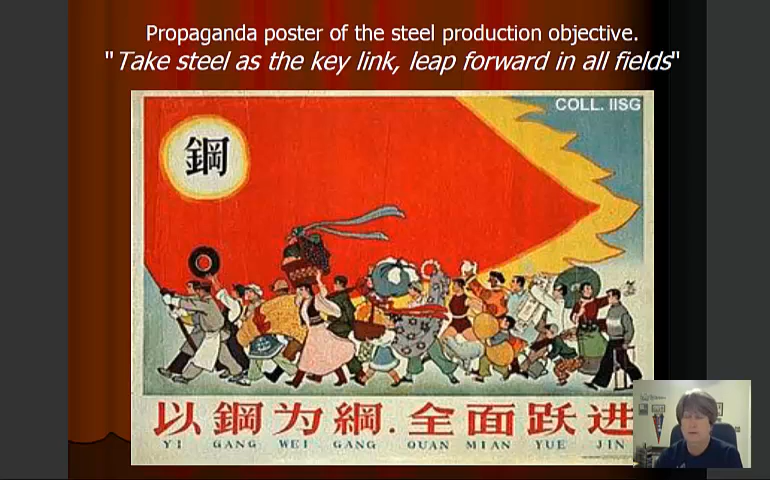 Propaganda poster of the steel production objective.
"Take steel as the key link, leap forward in all fields"
COLL. IISG
鋼
以鋼为綱.全面跃进
YI GANG WEI GANG QUAN MIAN YUE JIN